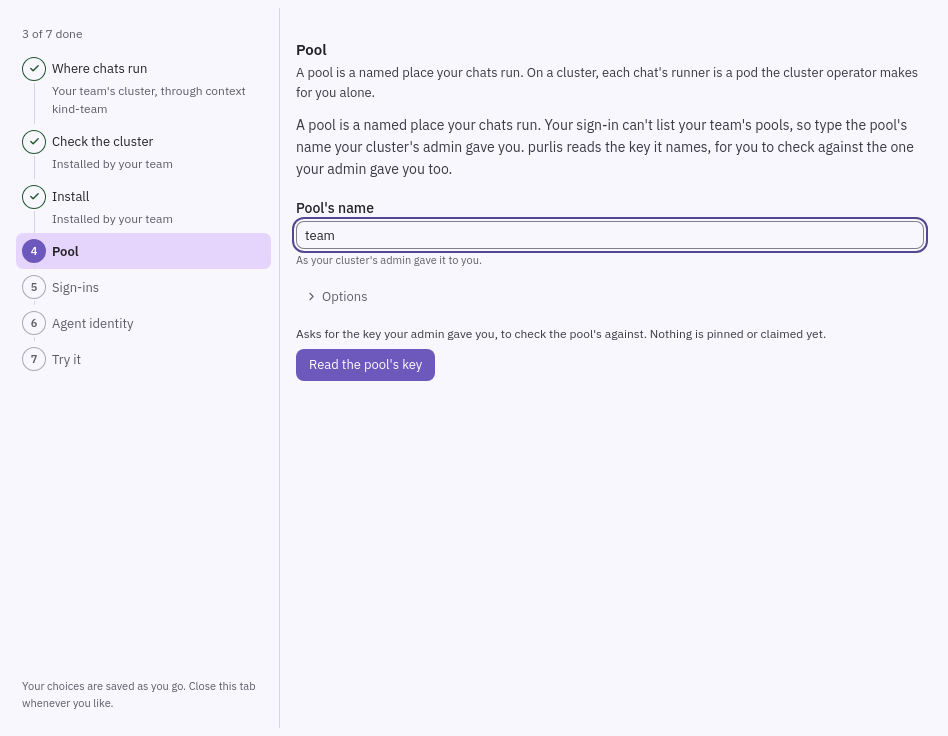 3 of 7 done
Where chats run
Your team's cluster, through context
kind-team
Check the cluster
Installed by your team
Install
Installed by your team
4 Pool
5 Sign-ins
6 Agent identity
7 Try it
Your choices are saved as you go. Close this tab
whenever you like.
Pool
A pool is a named place your chats run. On a cluster, each chat's runner is a pod the cluster operator makes
for you alone.
A pool is a named place your chats run. Your sign-in can't list your team's pools, so type the pool's
name your cluster's admin gave you. purlis reads the key it names, for you to check against the one
your admin gave you too.
Pool's name
team
As your cluster's admin gave it to you.
Options
Asks for the key your admin gave you, to check the pool's against. Nothing is pinned or claimed yet.
Read the pool's key